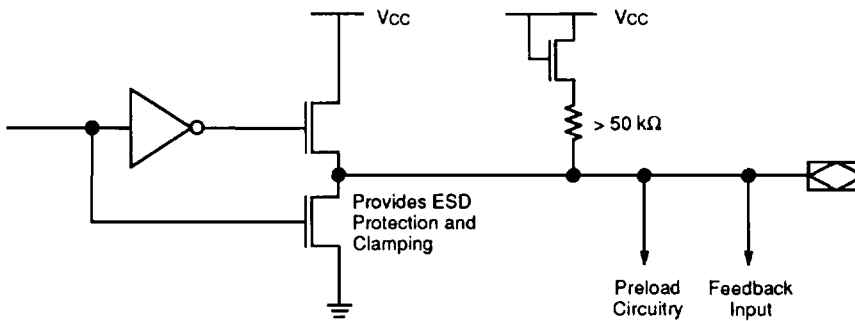 Vcc
Vcc
> 50 kΩ
Provides ESD
Protection and
Clamping
Preload
Circuitry
Feedback
Input